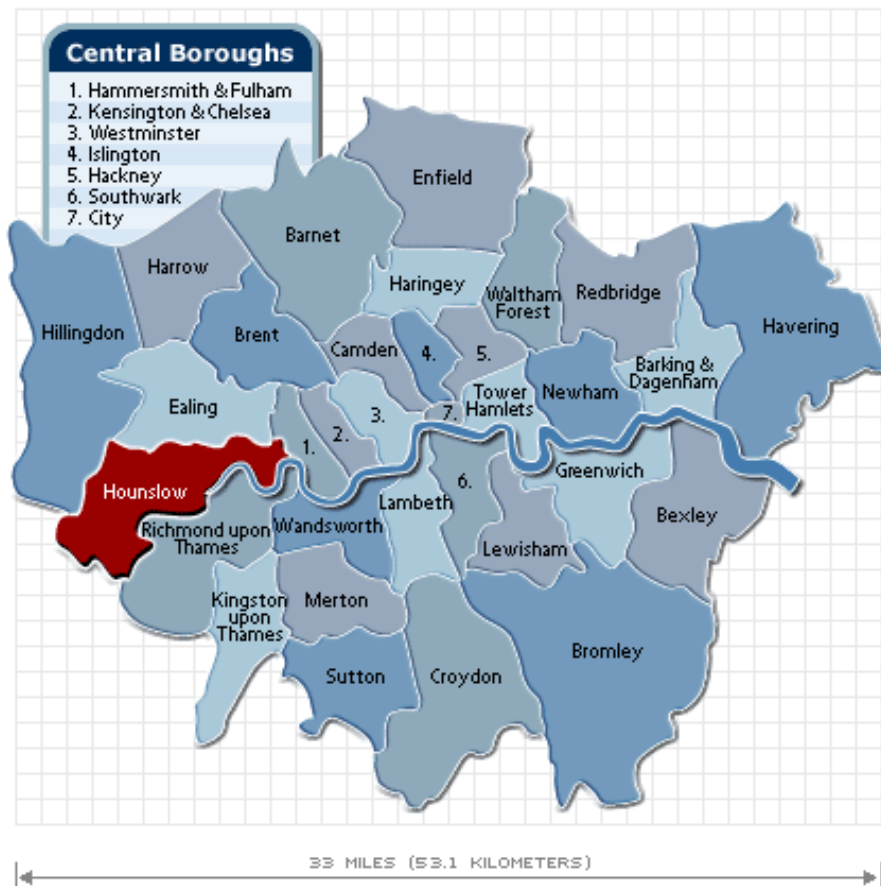 Central Boroughs
1. Hammersmith & Fulham
2. Kensington & Chelsea
3. Westminster
4. Islington
5. Hackney
6. Southwark
7. City
Enfield
Barnet
Harrow
Haringey
Waltham
Forest
Redbridge
Havering
Hillingdon
Brent
Camden
4.
5.
Barking &
Dagenham
Tower
Hamlets
Newham
Ealing
3.
7.
2.
1.
Hounslow
6.
Greenwich
Lambeth
Bexley
Richmond upon
Thames
Wandsworth
Lewisham
Kingston
upon
Thames
Merton
Bromley
Sutton
Croydon
33 MILES (53.1 KILOMETERS)